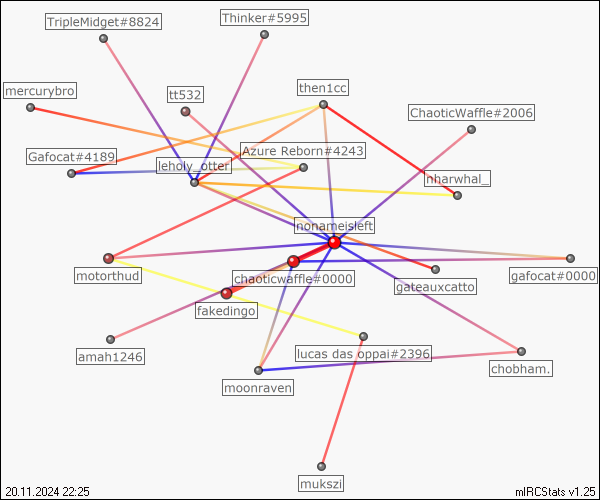 TripleMidget#8824
Thinker#5995
mercurybro
tt532
then1cc
ChaoticWaffle#2006
Gafocat#4189
leholy_otter
Azure Reborn#4243
nharwhal_
nonameisleft
motorthud
chaoticwaffle#0000
gateauxcatto
gafocat#0000
fakedingo
amah1246
lucas das oppai#2396
moonraven
chobham.
mukszi
20.11.2024 22:25
mIRCStats v1.25